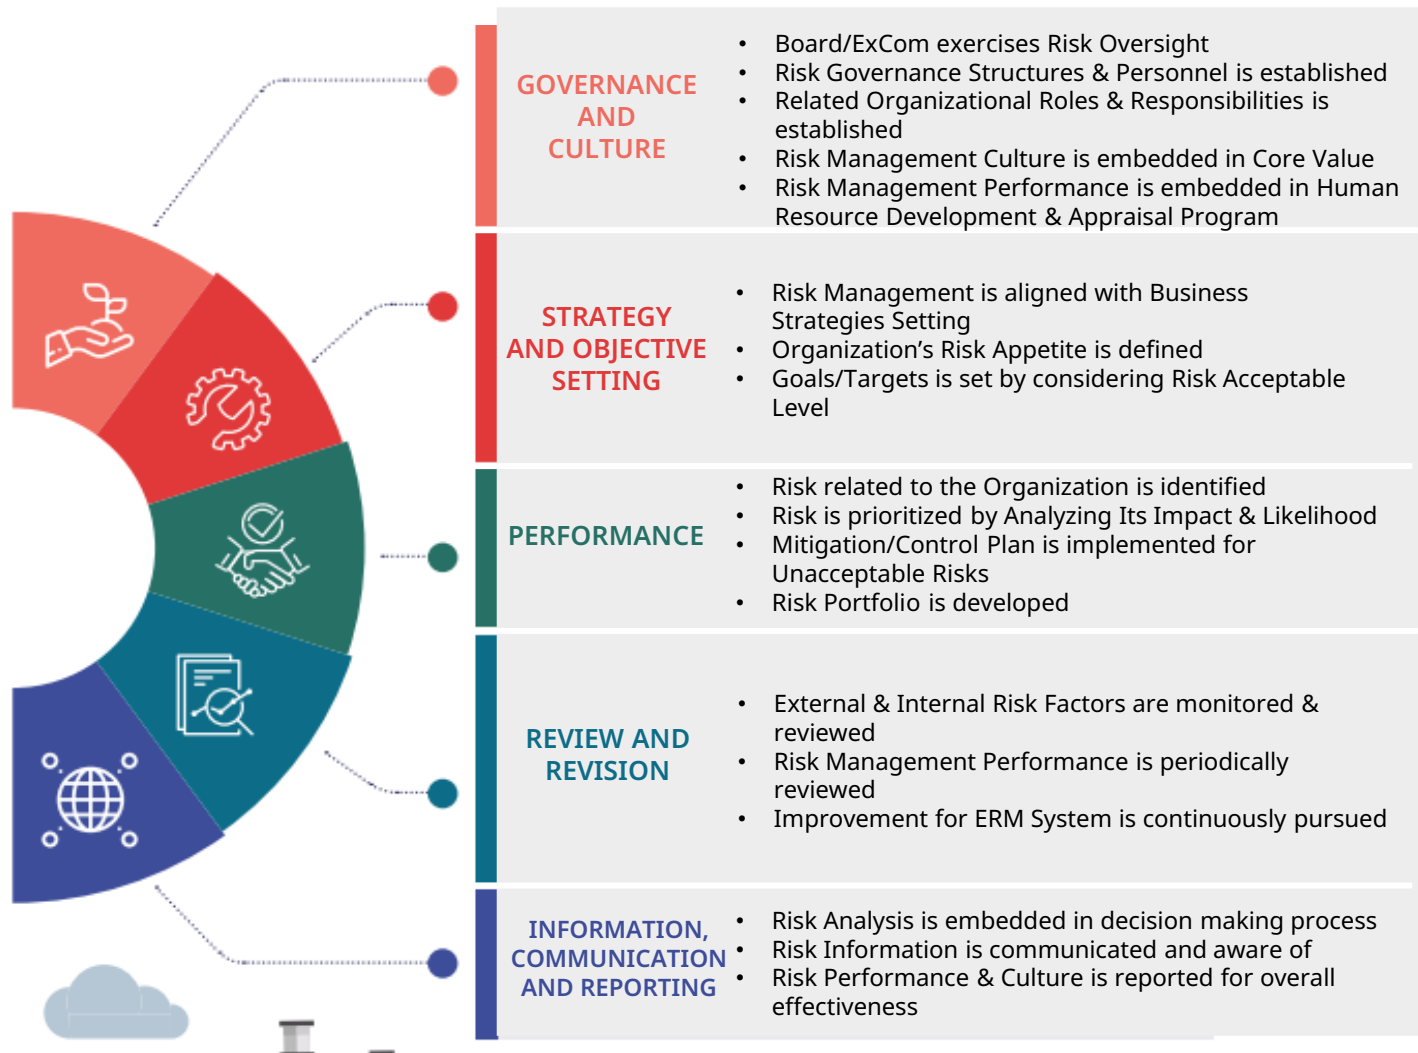 GOVERNANCE
AND
CULTURE
• Board/ExCom exercises Risk Oversight
• Risk Governance Structures & Personnel is established
• Related Organizational Roles & Responsibilities is
established
• Risk Management Culture is embedded in Core Value
• Risk Management Performance is embedded in Human
Resource Development & Appraisal Program
STRATEGY
AND OBJECTIVE
SETTING
• Risk Management is aligned with Business
Strategies Setting
• Organization’s Risk Appetite is defined
• Goals/Targets is set by considering Risk Acceptable
Level
PERFORMANCE
• Risk related to the Organization is identified
• Risk is prioritized by Analyzing Its Impact & Likelihood
• Mitigation/Control Plan is implemented for
Unacceptable Risks
• Risk Portfolio is developed
REVIEW AND
REVISION
• External & Internal Risk Factors are monitored &
reviewed
• Risk Management Performance is periodically
reviewed
• Improvement for ERM System is continuously pursued
INFORMATION,
COMMUNICATION
AND REPORTING
• Risk Analysis is embedded in decision making process
• Risk Information is communicated and aware of
• Risk Performance & Culture is reported for overall
effectiveness